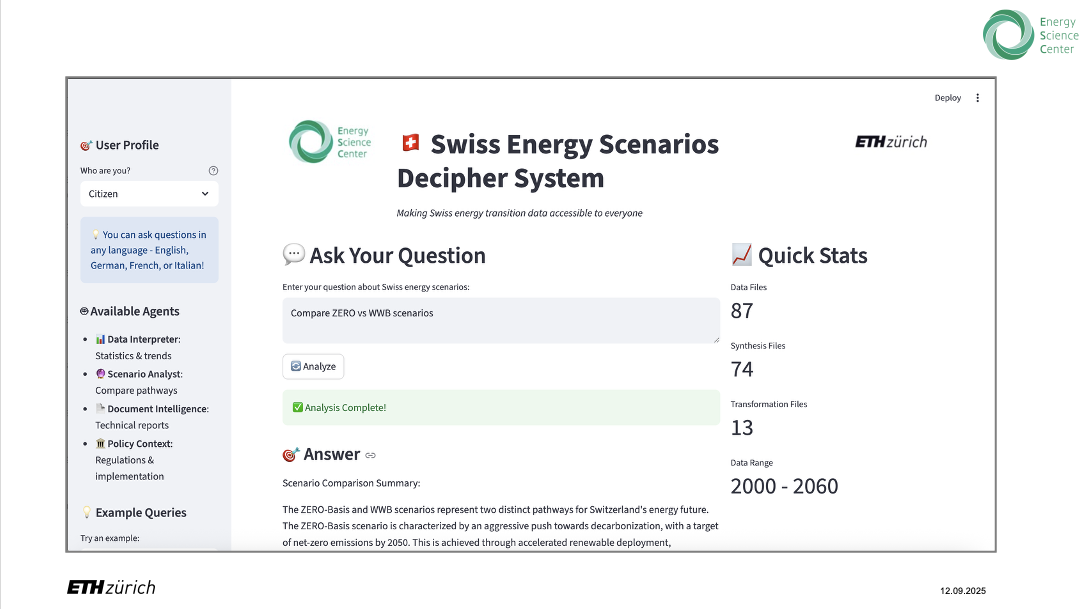 Energy
Science
Center
Deploy
User Profile
Who are you?
Citizen
You can ask questions in
any language - English,
German, French, or Italian!
Available Agents
Data Interpreter:
Statistics & trends
Scenario Analyst:
Compare pathways
Document Intelligence:
Technical reports
Policy Context:
Regulations &
implementation
Example Queries
Try an example:
Energy
Science
Center
Swiss Energy Scenarios
Decipher System
Making Swiss energy transition data accessible to everyone
ETH zürich
Ask Your Question
Enter your question about Swiss energy scenarios:
Compare ZERO vs WWB scenarios
Analyze
Analysis Complete!
Answer
Scenario Comparison Summary:
The ZERO-Basis and WWB scenarios represent two distinct pathways for Switzerland's energy future.
The ZERO-Basis scenario is characterized by an aggressive push towards decarbonization, with a target
of net-zero emissions by 2050. This is achieved through accelerated renewable deployment,
Quick Stats
Data Files
87
Synthesis Files
74
Transformation Files
13
Data Range
2000 - 2060
ETH zürich
12.09.2025